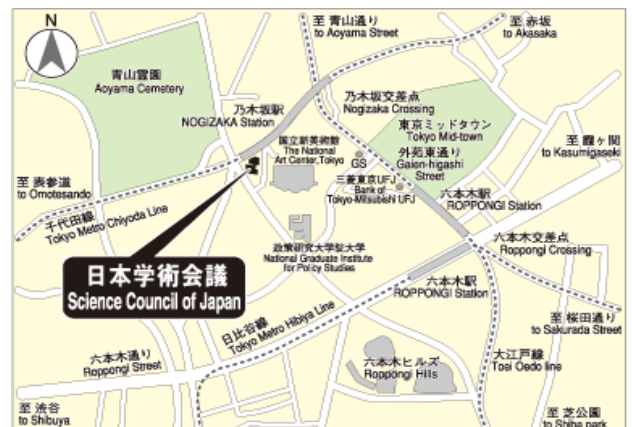 N
至 青山通り
to Aoyama Street
至 赤坂
to Akasaka
青山霊園
Aoyama Cemetery
乃木坂駅
NOGIZAKA Station
乃木坂交差点
Nogizaka Crossing
国立新美術館
The National
Art Center,Tokyo
東京ミッドタウン
Tokyo Mid-town
外苑東通り
Gaien-higashi
Street
至 霞ヶ関
to Kasumigaseki
GS
三菱東京UFJ
Bank of
Tokyo-Mitsubishi UFJ
至 表参道
to Omotesando
六本木駅
ROPPONGI Station
千代田線
Tokyo Metro Chiyoda Line
六本木交差点
Roppongi Crossing
政策研究大学院大学
National Graduate Institute
for Policy Studies
日本学術会議
Science Council of Japan
六本木駅
ROPPONGI Station
日比谷線
Tokyo Metro Hibiya Line
至 桜田通り
to Sakurada Street
六本木通り
Roppongi Street
六本木ヒルズ
Roppongi Hills
大江戸線
Toei Oedo line
至 渋谷
to Shibuya
至 芝公園
to Shiba park